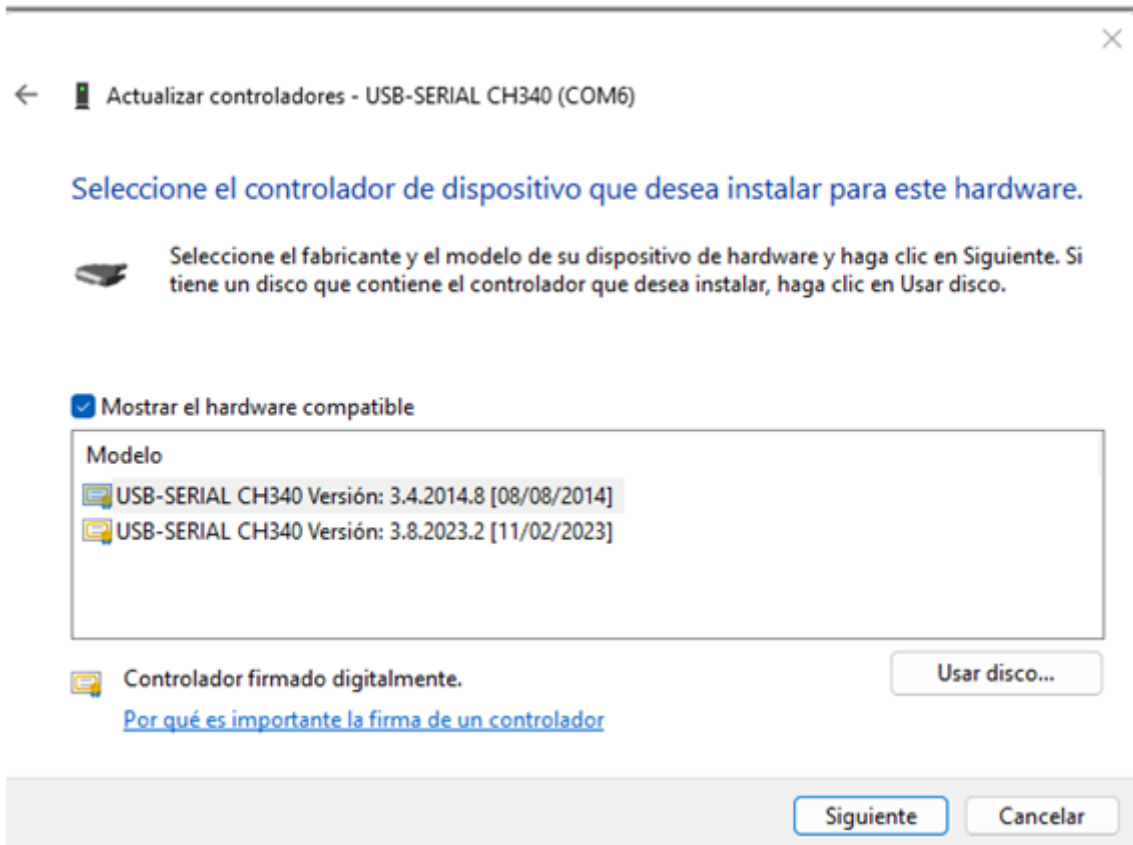 Actualizar controladores - USB-SERIAL CH340 (COM6)
Seleccione el controlador de dispositivo que desea instalar para este hardware.
Seleccione el fabricante y el modelo de su dispositivo de hardware y haga clic en Siguiente. Si
tiene un disco que contiene el controlador que desea instalar, haga clic en Usar disco.
Mostrar el hardware compatible
Modelo
USB-SERIAL CH340 Versión: 3.4.2014.8 [08/08/2014]
USB-SERIAL CH340 Versión: 3.8.2023.2 [11/02/2023]
Controlador firmado digitalmente.
Usar disco...
Por qué es importante la firma de un controlador
Siguiente
Cancelar